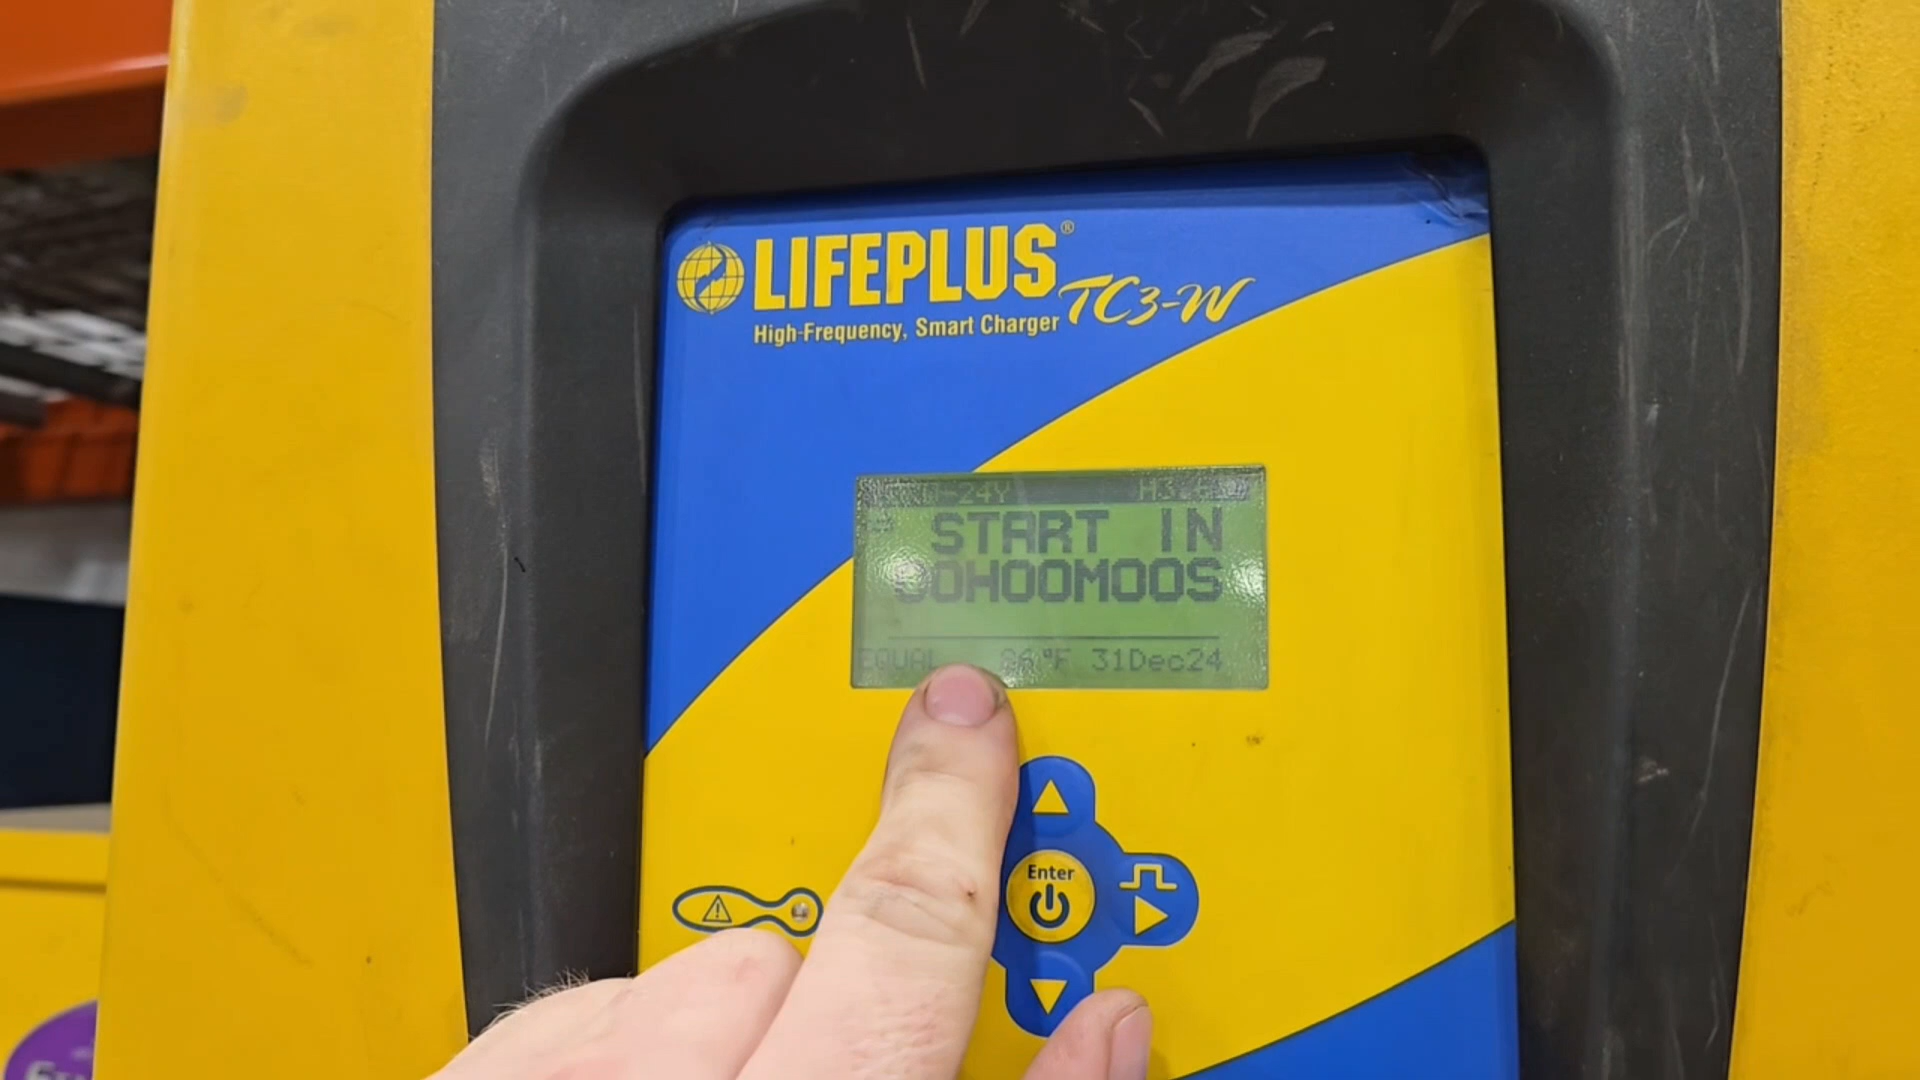 LIFEPLUS®
TC3-W
High-Frequency, Smart Charger
START IN
00H00M00S
EQUAL °F 31Dec24
Enter